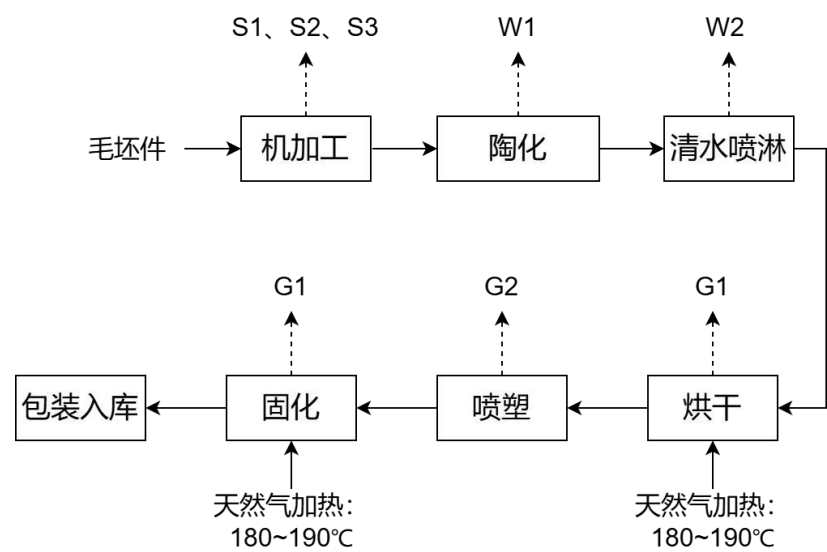 S1、S2、S3
W1
W2
毛坯件
机加工
陶化
清水喷淋
G1
G2
G1
包装入库
固化
喷塑
烘干
天然气加热:
180~190℃
天然气加热:
180~190℃